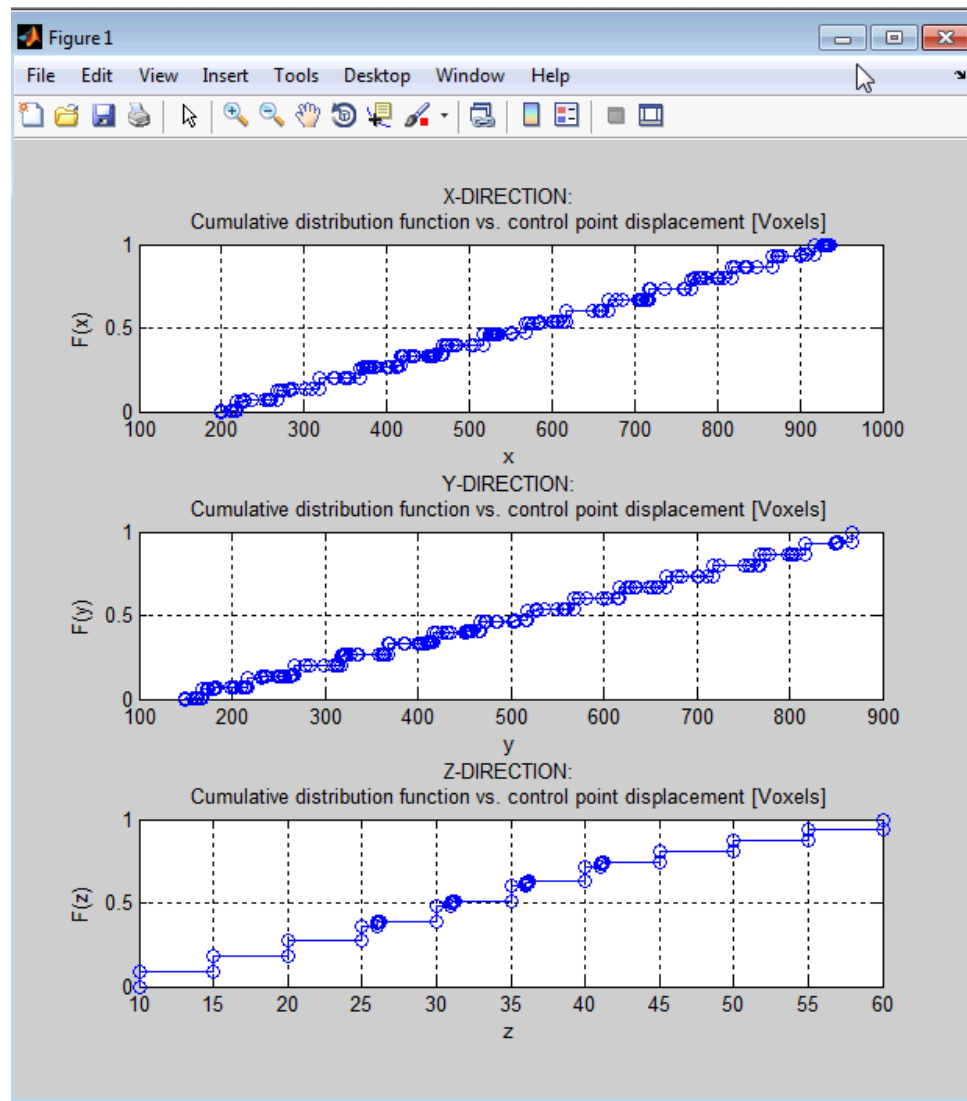 Figure 1
File Edit View Insert Tools Desktop Window Help
X-DIRECTION:
Cumulative distribution function vs. control point displacement [Voxels]
1
0.5
0
F(x)
100 200 300 400 500 600 700 800 900 1000
x
Y-DIRECTION:
Cumulative distribution function vs. control point displacement [Voxels]
1
0.5
0
F(y)
100 200 300 400 500 600 700 800 900
y
Z-DIRECTION:
Cumulative distribution function vs. control point displacement [Voxels]
1
0.5
0
F(z)
10 15 20 25 30 35 40 45 50 55 60
z